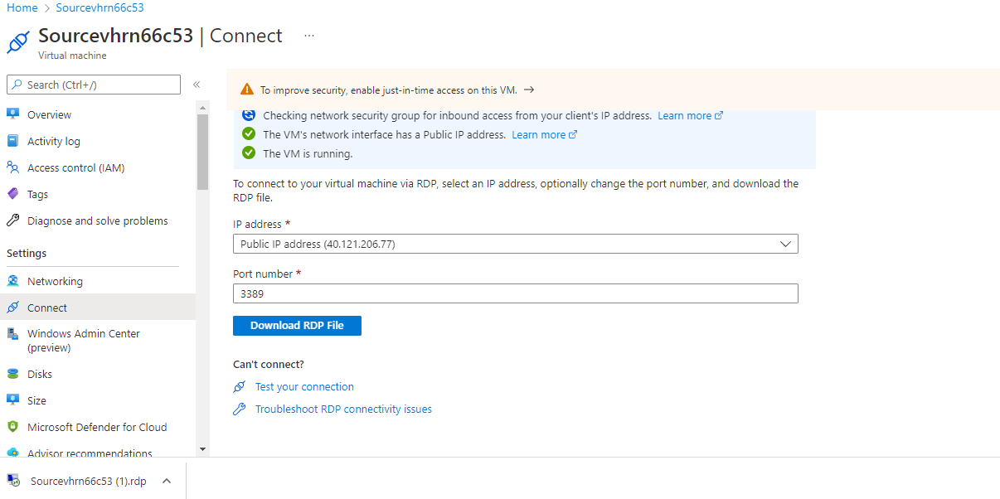 Home > Sourcevhrn66c53
Sourcevhrn66c53 | Connect ...
Virtual machine
Search (Ctrl+/)
«
Overview
Activity log
Access control (IAM)
Tags
Diagnose and solve problems
Settings
Networking
Connect
Windows Admin Center
(preview)
Disks
Size
Microsoft Defender for Cloud
Advisor recommendations
To improve security, enable just-in-time access on this VM. →
Checking network security group for inbound access from your client's IP address. Learn more
The VM's network interface has a Public IP address. Learn more
The VM is running.
To connect to your virtual machine via RDP, select an IP address, optionally change the port number, and download the
RDP file.
IP address *
Public IP address (40.121.206.77)
Port number *
3389
Download RDP File
Can't connect?
Test your connection
Troubleshoot RDP connectivity issues
Sourcevhrn66c53 (1).rdp